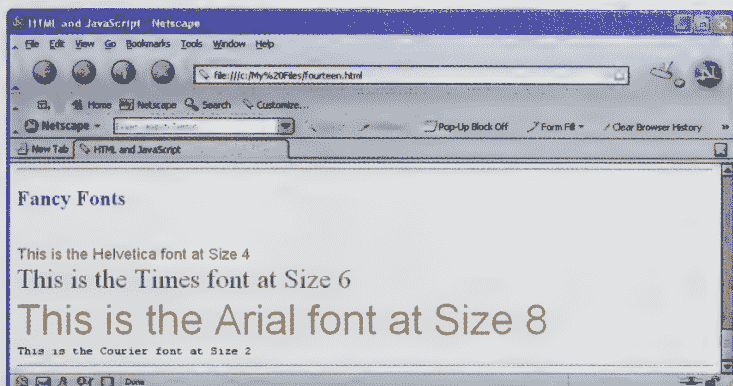 HTML and JavaScript - Netscape
File Edit View Go Bookmarks Tools Window Help
file:///c:/My%20Files/fourteen.html
Home Netscape Search Customize...
Netscape Pop-Up Block Off Form Fill Clear Browser History »
New Tab HTML and JavaScript
Fancy Fonts
This is the Helvetica font at Size 4
This is the Times font at Size 6
This is the Arial font at Size 8
This is the Courier font at Size 2
Done